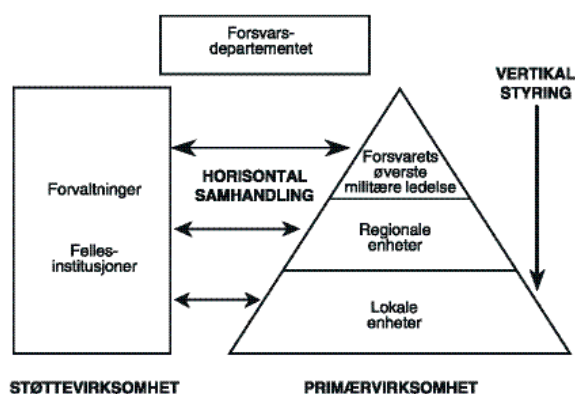 Forsvars-
departementet
VERTIKAL
STYRING
Forsvarets
øverste
militære ledelse
HORISONTAL
SAMHANDLING
Forvaltninger
Regionale
enheter
Felles-
institusjoner
Lokale
enheter
STØTTEVIRKSOMHET
PRIMÆRVIRKSOMHET